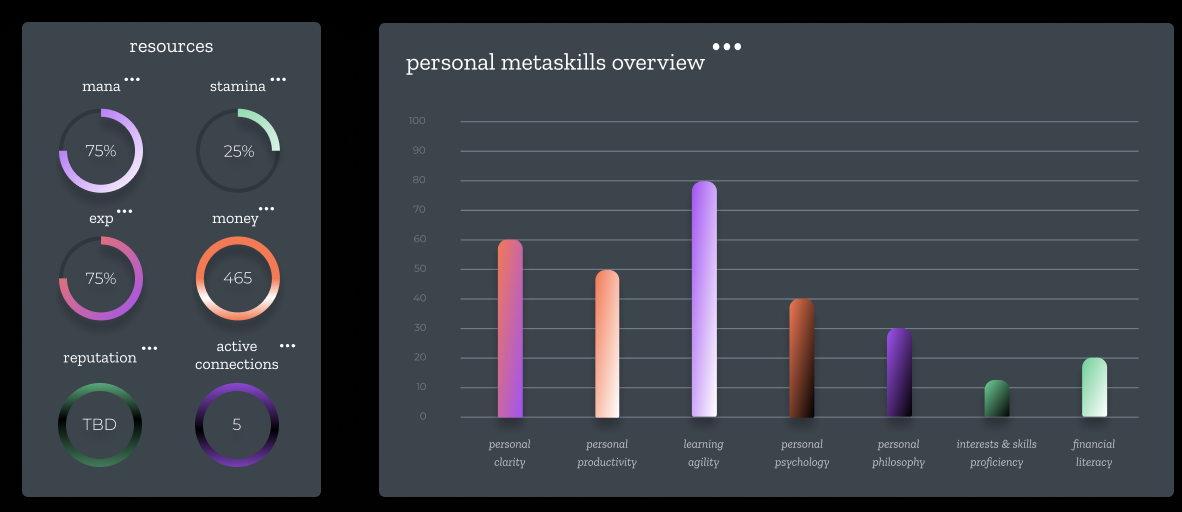 resources
mana
stamina
75%
25%
exp
money
75%
465
reputation
active
connections
TBD
5
personal metaskills overview
100
90
80
70
60
50
40
30
20
10
0
personal
clarity
personal
productivity
learning
agility
personal
psychology
personal
philosophy
interests & skills
proficiency
financial
literacy